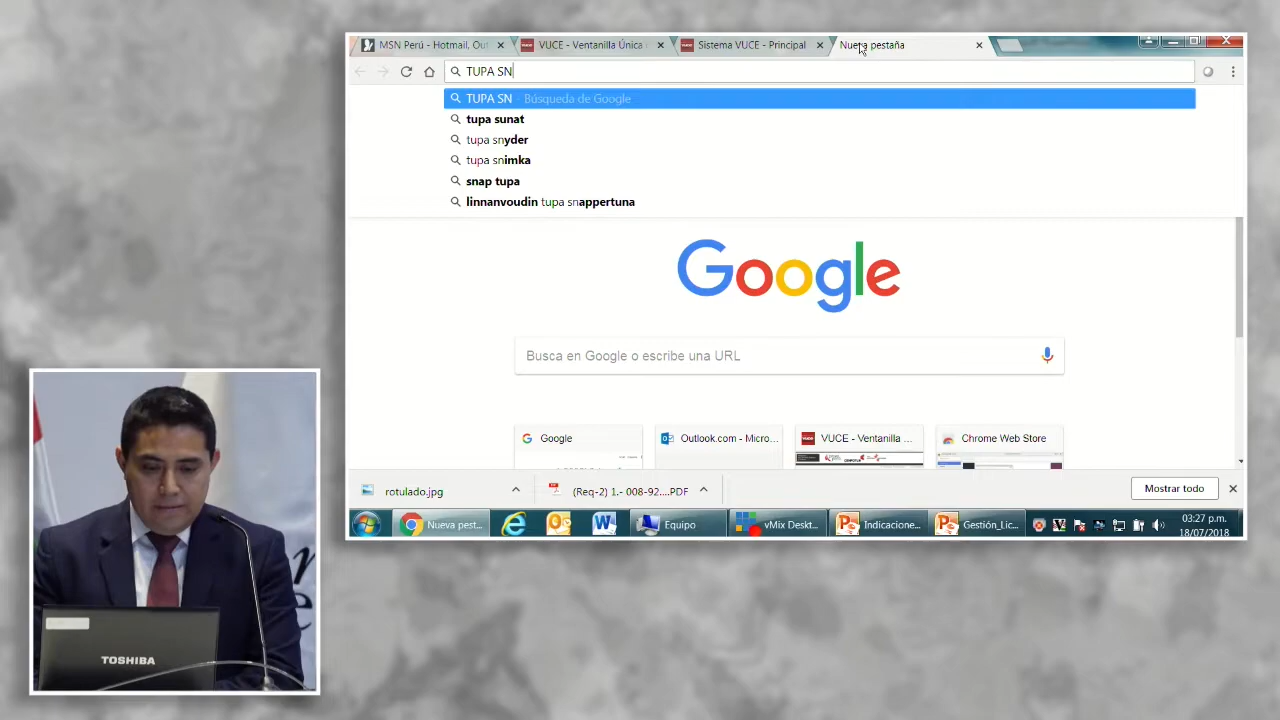 MSN Perú - Hotmail, Out
VUCE - Ventanilla Única
Sistema VUCE - Principal
Nueva pestaña
TUPA SN
TUPA SN - Búsqueda de Google
tupa sunat
tupa snyder
tupa snimka
snap tupa
linnanvoudin tupa snappertuna
Google
Busca en Google o escribe una URL
Google
Outlook.com - Micro...
VUCE - Ventanilla ...
Chrome Web Store
rotulado.jpg
(Req-2) 1.- 008-92....PDF
Mostrar todo
Nueva pest...
Equipo
vMix Deskt...
Indicacione...
Gestión_Lic...
03:27 p.m.
18/07/2018
TOSHIBA